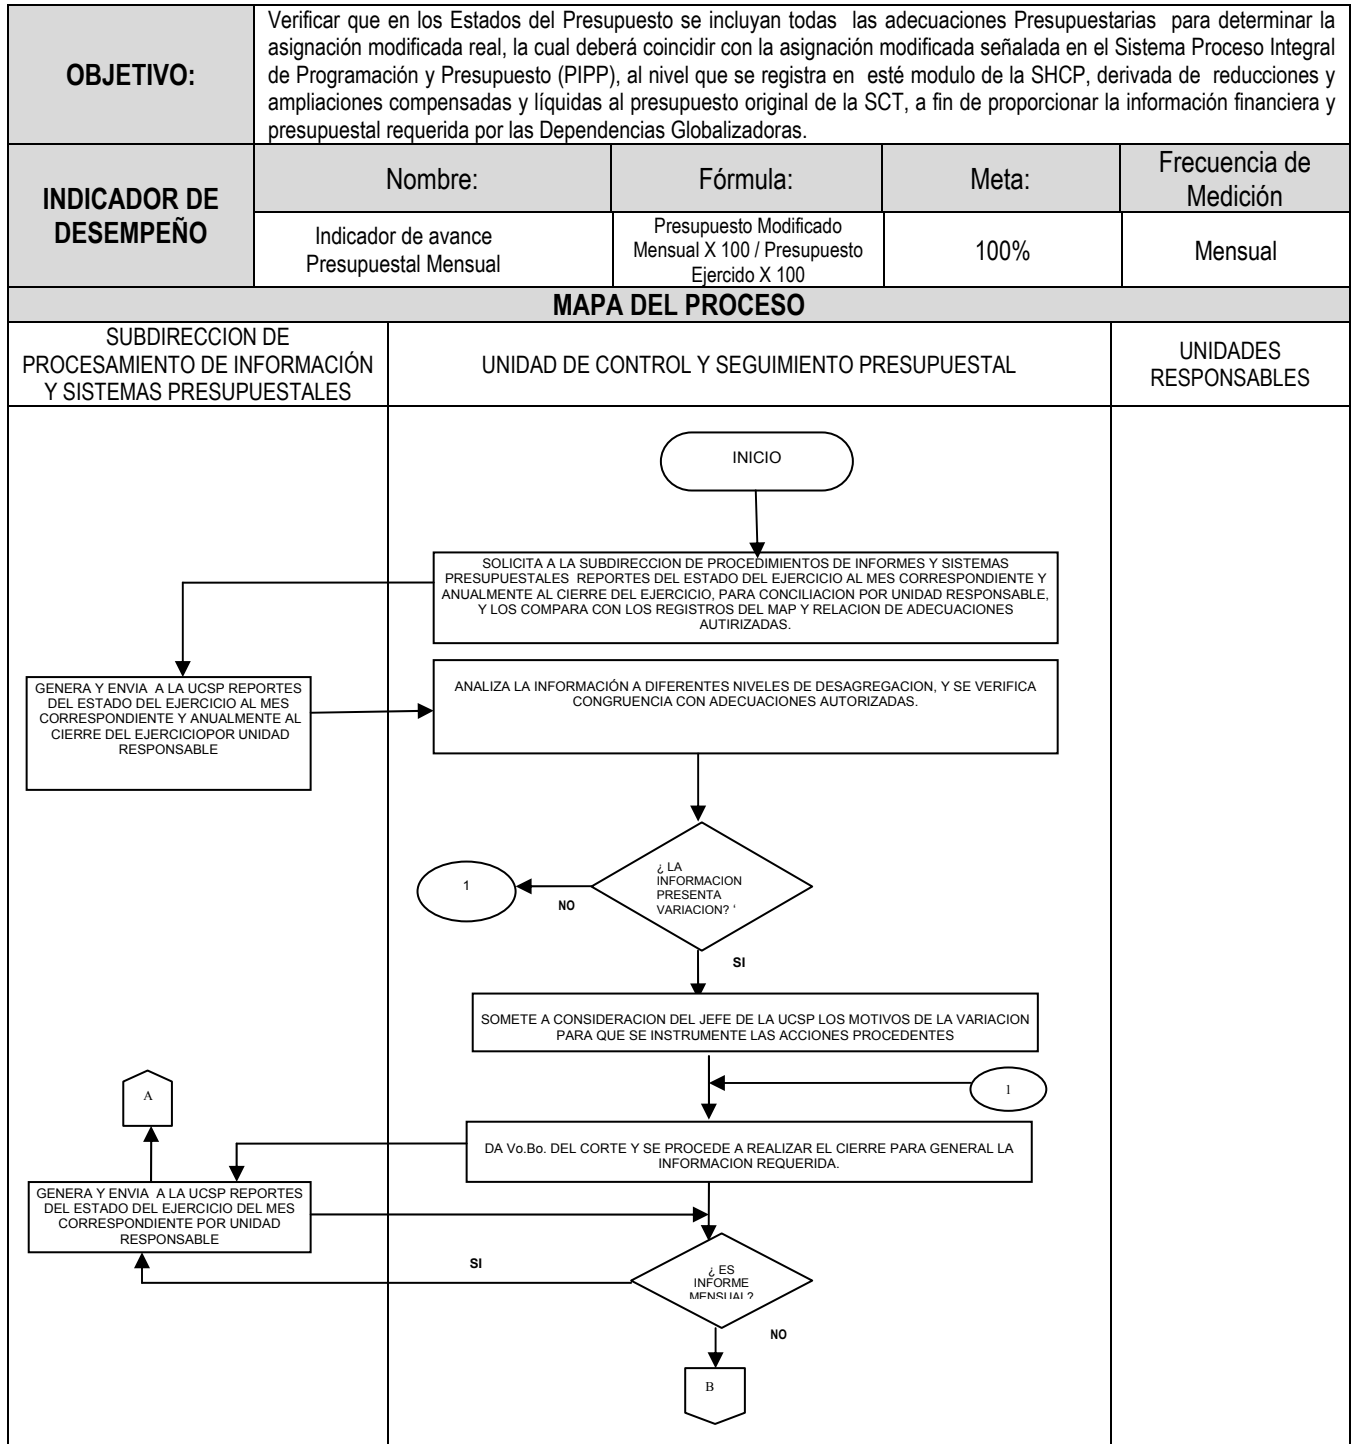 OBJETIVO:
Verificar que en los Estados del Presupuesto se incluyan todas las adecuaciones Presupuestarias para determinar la
asignación modificada real, la cual deberá coincidir con la asignación modificada señalada en el Sistema Proceso Integral
de Programación y Presupuesto (PIPP), al nivel que se registra en esté modulo de la SHCP, derivada de reducciones y
ampliaciones compensadas y líquidas al presupuesto original de la SCT, a fin de proporcionar la información financiera y
presupuestal requerida por las Dependencias Globalizadoras.
INDICADOR DE
DESEMPEÑO
Nombre:
Fórmula:
Meta:
Frecuencia de
Medición
Indicador de avance
Presupuestal Mensual
Presupuesto Modificado
Mensual X 100 / Presupuesto
Ejercido X 100
100%
Mensual
MAPA DEL PROCESO
SUBDIRECCION DE
PROCESAMIENTO DE INFORMACIÓN
Y SISTEMAS PRESUPUESTALES
UNIDAD DE CONTROL Y SEGUIMIENTO PRESUPUESTAL
UNIDADES
RESPONSABLES
INICIO
SOLICITA A LA SUBDIRECCION DE PROCEDIMIENTOS DE INFORMES Y SISTEMAS
PRESUPUESTALES REPORTES DEL ESTADO DEL EJERCICIO AL MES CORRESPONDIENTE Y
ANUALMENTE AL CIERRE DEL EJERCICIO, PARA CONCILIACION POR UNIDAD RESPONSABLE,
Y LOS COMPARA CON LOS REGISTROS DEL MAP Y RELACION DE ADECUACIONES
AUTIRIZADAS.
GENERA Y ENVIA A LA UCSP REPORTES
DEL ESTADO DEL EJERCICIO AL MES
CORRESPONDIENTE Y ANUALMENTE AL
CIERRE DEL EJERCICIOPOR UNIDAD
RESPONSABLE
ANALIZA LA INFORMACIÓN A DIFERENTES NIVELES DE DESAGREGACION, Y SE VERIFICA
CONGRUENCIA CON ADECUACIONES AUTORIZADAS.
¿ LA
INFORMACION
PRESENTA
VARIACION? ‘
1
NO
SI
SOMETE A CONSIDERACION DEL JEFE DE LA UCSP LOS MOTIVOS DE LA VARIACION
PARA QUE SE INSTRUMENTE LAS ACCIONES PROCEDENTES
A
1
DA Vo.Bo. DEL CORTE Y SE PROCEDE A REALIZAR EL CIERRE PARA GENERAL LA
INFORMACION REQUERIDA.
GENERA Y ENVIA A LA UCSP REPORTES
DEL ESTADO DEL EJERCICIO DEL MES
CORRESPONDIENTE POR UNIDAD
RESPONSABLE
SI
¿ ES
INFORME
MENSUAL?
NO
B